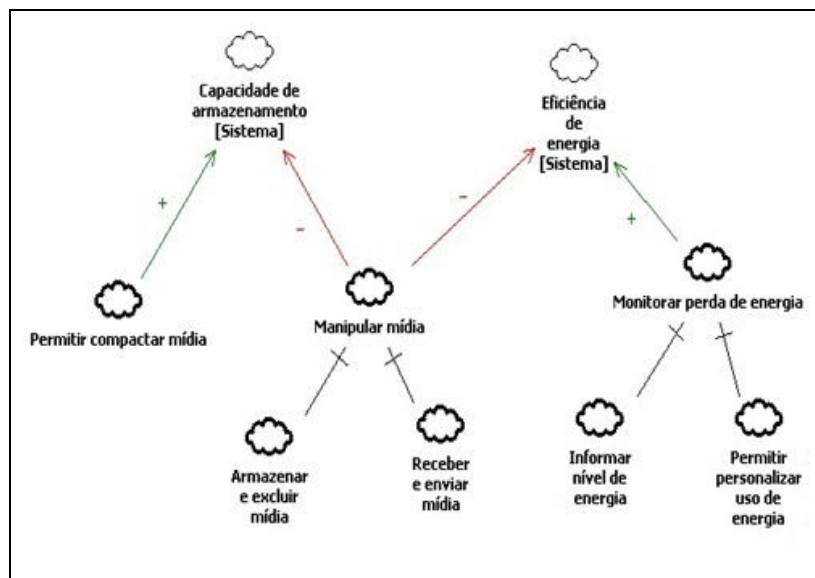 Capacidade de
armazenamento
[Sistema]
Eficiência
de
energia
[Sistema]
+
-
-
+
Permitir compactar mídia
Manipular mídia
Monitorar perda de energia
Armazenar
e excluir
mídia
Receber
e enviar
mídia
Informar
nível de
energia
Permitir
personalizar
uso de
energia